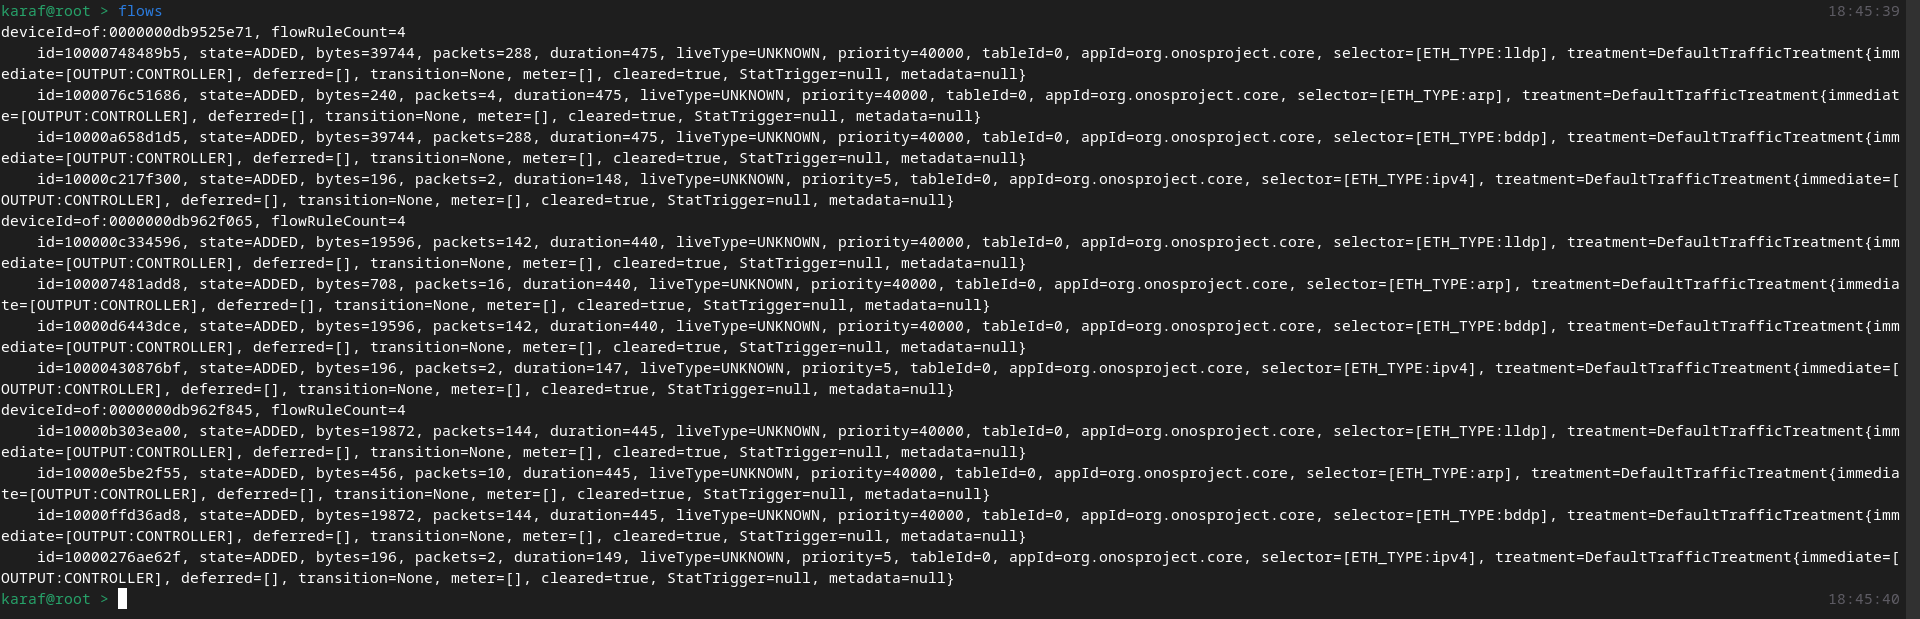 karaf@root > flows 18:45:39
deviceId=of:0000000db9525e71, flowRuleCount=4
    id=10000748489b5, state=ADDED, bytes=39744, packets=288, duration=475, liveType=UNKNOWN, priority=40000, tableId=0, appId=org.onosproject.core, selector=[ETH_TYPE:lldp], treatment=DefaultTrafficTreatment{imm
ediate=[OUTPUT:CONTROLLER], deferred=[], transition=None, meter=[], cleared=true, StatTrigger=null, metadata=null}
    id=1000076c51686, state=ADDED, bytes=240, packets=4, duration=475, liveType=UNKNOWN, priority=40000, tableId=0, appId=org.onosproject.core, selector=[ETH_TYPE:arp], treatment=DefaultTrafficTreatment{immediat
e=[OUTPUT:CONTROLLER], deferred=[], transition=None, meter=[], cleared=true, StatTrigger=null, metadata=null}
    id=10000a658d1d5, state=ADDED, bytes=39744, packets=288, duration=475, liveType=UNKNOWN, priority=40000, tableId=0, appId=org.onosproject.core, selector=[ETH_TYPE:bddp], treatment=DefaultTrafficTreatment{imm
ediate=[OUTPUT:CONTROLLER], deferred=[], transition=None, meter=[], cleared=true, StatTrigger=null, metadata=null}
    id=10000c217f300, state=ADDED, bytes=196, packets=2, duration=148, liveType=UNKNOWN, priority=5, tableId=0, appId=org.onosproject.core, selector=[ETH_TYPE:ipv4], treatment=DefaultTrafficTreatment{immediate=[
OUTPUT:CONTROLLER], deferred=[], transition=None, meter=[], cleared=true, StatTrigger=null, metadata=null}
deviceId=of:0000000db962f065, flowRuleCount=4
    id=100000c334596, state=ADDED, bytes=19596, packets=142, duration=440, liveType=UNKNOWN, priority=40000, tableId=0, appId=org.onosproject.core, selector=[ETH_TYPE:lldp], treatment=DefaultTrafficTreatment{imm
ediate=[OUTPUT:CONTROLLER], deferred=[], transition=None, meter=[], cleared=true, StatTrigger=null, metadata=null}
    id=100007481add8, state=ADDED, bytes=708, packets=16, duration=440, liveType=UNKNOWN, priority=40000, tableId=0, appId=org.onosproject.core, selector=[ETH_TYPE:arp], treatment=DefaultTrafficTreatment{immedia
te=[OUTPUT:CONTROLLER], deferred=[], transition=None, meter=[], cleared=true, StatTrigger=null, metadata=null}
    id=10000d6443dce, state=ADDED, bytes=19596, packets=142, duration=440, liveType=UNKNOWN, priority=40000, tableId=0, appId=org.onosproject.core, selector=[ETH_TYPE:bddp], treatment=DefaultTrafficTreatment{imm
ediate=[OUTPUT:CONTROLLER], deferred=[], transition=None, meter=[], cleared=true, StatTrigger=null, metadata=null}
    id=10000430876bf, state=ADDED, bytes=196, packets=2, duration=147, liveType=UNKNOWN, priority=5, tableId=0, appId=org.onosproject.core, selector=[ETH_TYPE:ipv4], treatment=DefaultTrafficTreatment{immediate=[
OUTPUT:CONTROLLER], deferred=[], transition=None, meter=[], cleared=true, StatTrigger=null, metadata=null}
deviceId=of:0000000db962f845, flowRuleCount=4
    id=10000b303ea00, state=ADDED, bytes=19872, packets=144, duration=445, liveType=UNKNOWN, priority=40000, tableId=0, appId=org.onosproject.core, selector=[ETH_TYPE:lldp], treatment=DefaultTrafficTreatment{imm
ediate=[OUTPUT:CONTROLLER], deferred=[], transition=None, meter=[], cleared=true, StatTrigger=null, metadata=null}
    id=10000e5be2f55, state=ADDED, bytes=456, packets=10, duration=445, liveType=UNKNOWN, priority=40000, tableId=0, appId=org.onosproject.core, selector=[ETH_TYPE:arp], treatment=DefaultTrafficTreatment{immedia
te=[OUTPUT:CONTROLLER], deferred=[], transition=None, meter=[], cleared=true, StatTrigger=null, metadata=null}
    id=10000ffd36ad8, state=ADDED, bytes=19872, packets=144, duration=445, liveType=UNKNOWN, priority=40000, tableId=0, appId=org.onosproject.core, selector=[ETH_TYPE:bddp], treatment=DefaultTrafficTreatment{imm
ediate=[OUTPUT:CONTROLLER], deferred=[], transition=None, meter=[], cleared=true, StatTrigger=null, metadata=null}
    id=10000276ae62f, state=ADDED, bytes=196, packets=2, duration=149, liveType=UNKNOWN, priority=5, tableId=0, appId=org.onosproject.core, selector=[ETH_TYPE:ipv4], treatment=DefaultTrafficTreatment{immediate=[
OUTPUT:CONTROLLER], deferred=[], transition=None, meter=[], cleared=true, StatTrigger=null, metadata=null}
karaf@root > 18:45:40